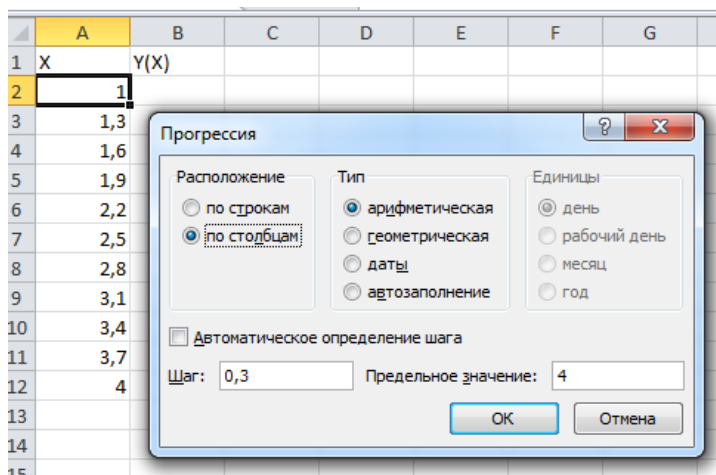 A B C D E F G
1 X Y(X)
2 1
3 1,3
4 1,6
5 1,9
6 2,2
7 2,5
8 2,8
9 3,1
10 3,4
11 3,7
12 4
13
14
15
Прогрессия
Расположение Тип Единицы
по строкам арифметическая день
по столбцам геометрическая рабочий день
даты месяц
автозаполнение год
Автоматическое определение шага
Шаг: 0,3 Предельное значение: 4
ОК Отмена